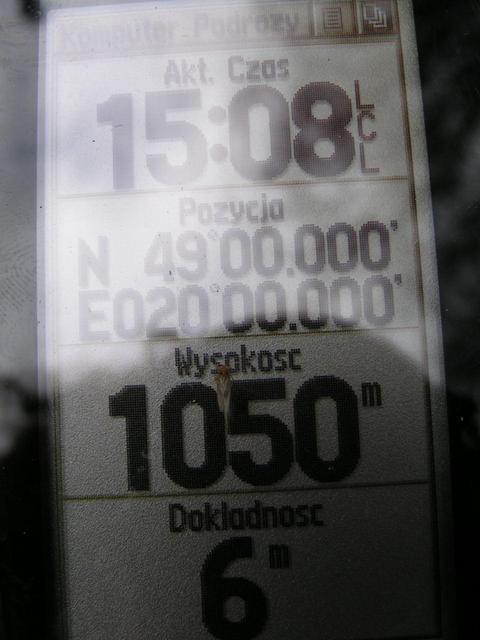 Komputer Podrozy
Akt. Czas
15:08 LCL
Pozycja
N 49°00.000'
E020°00.000'
Wysokosc
1050 m
Dokladnosc
6 m